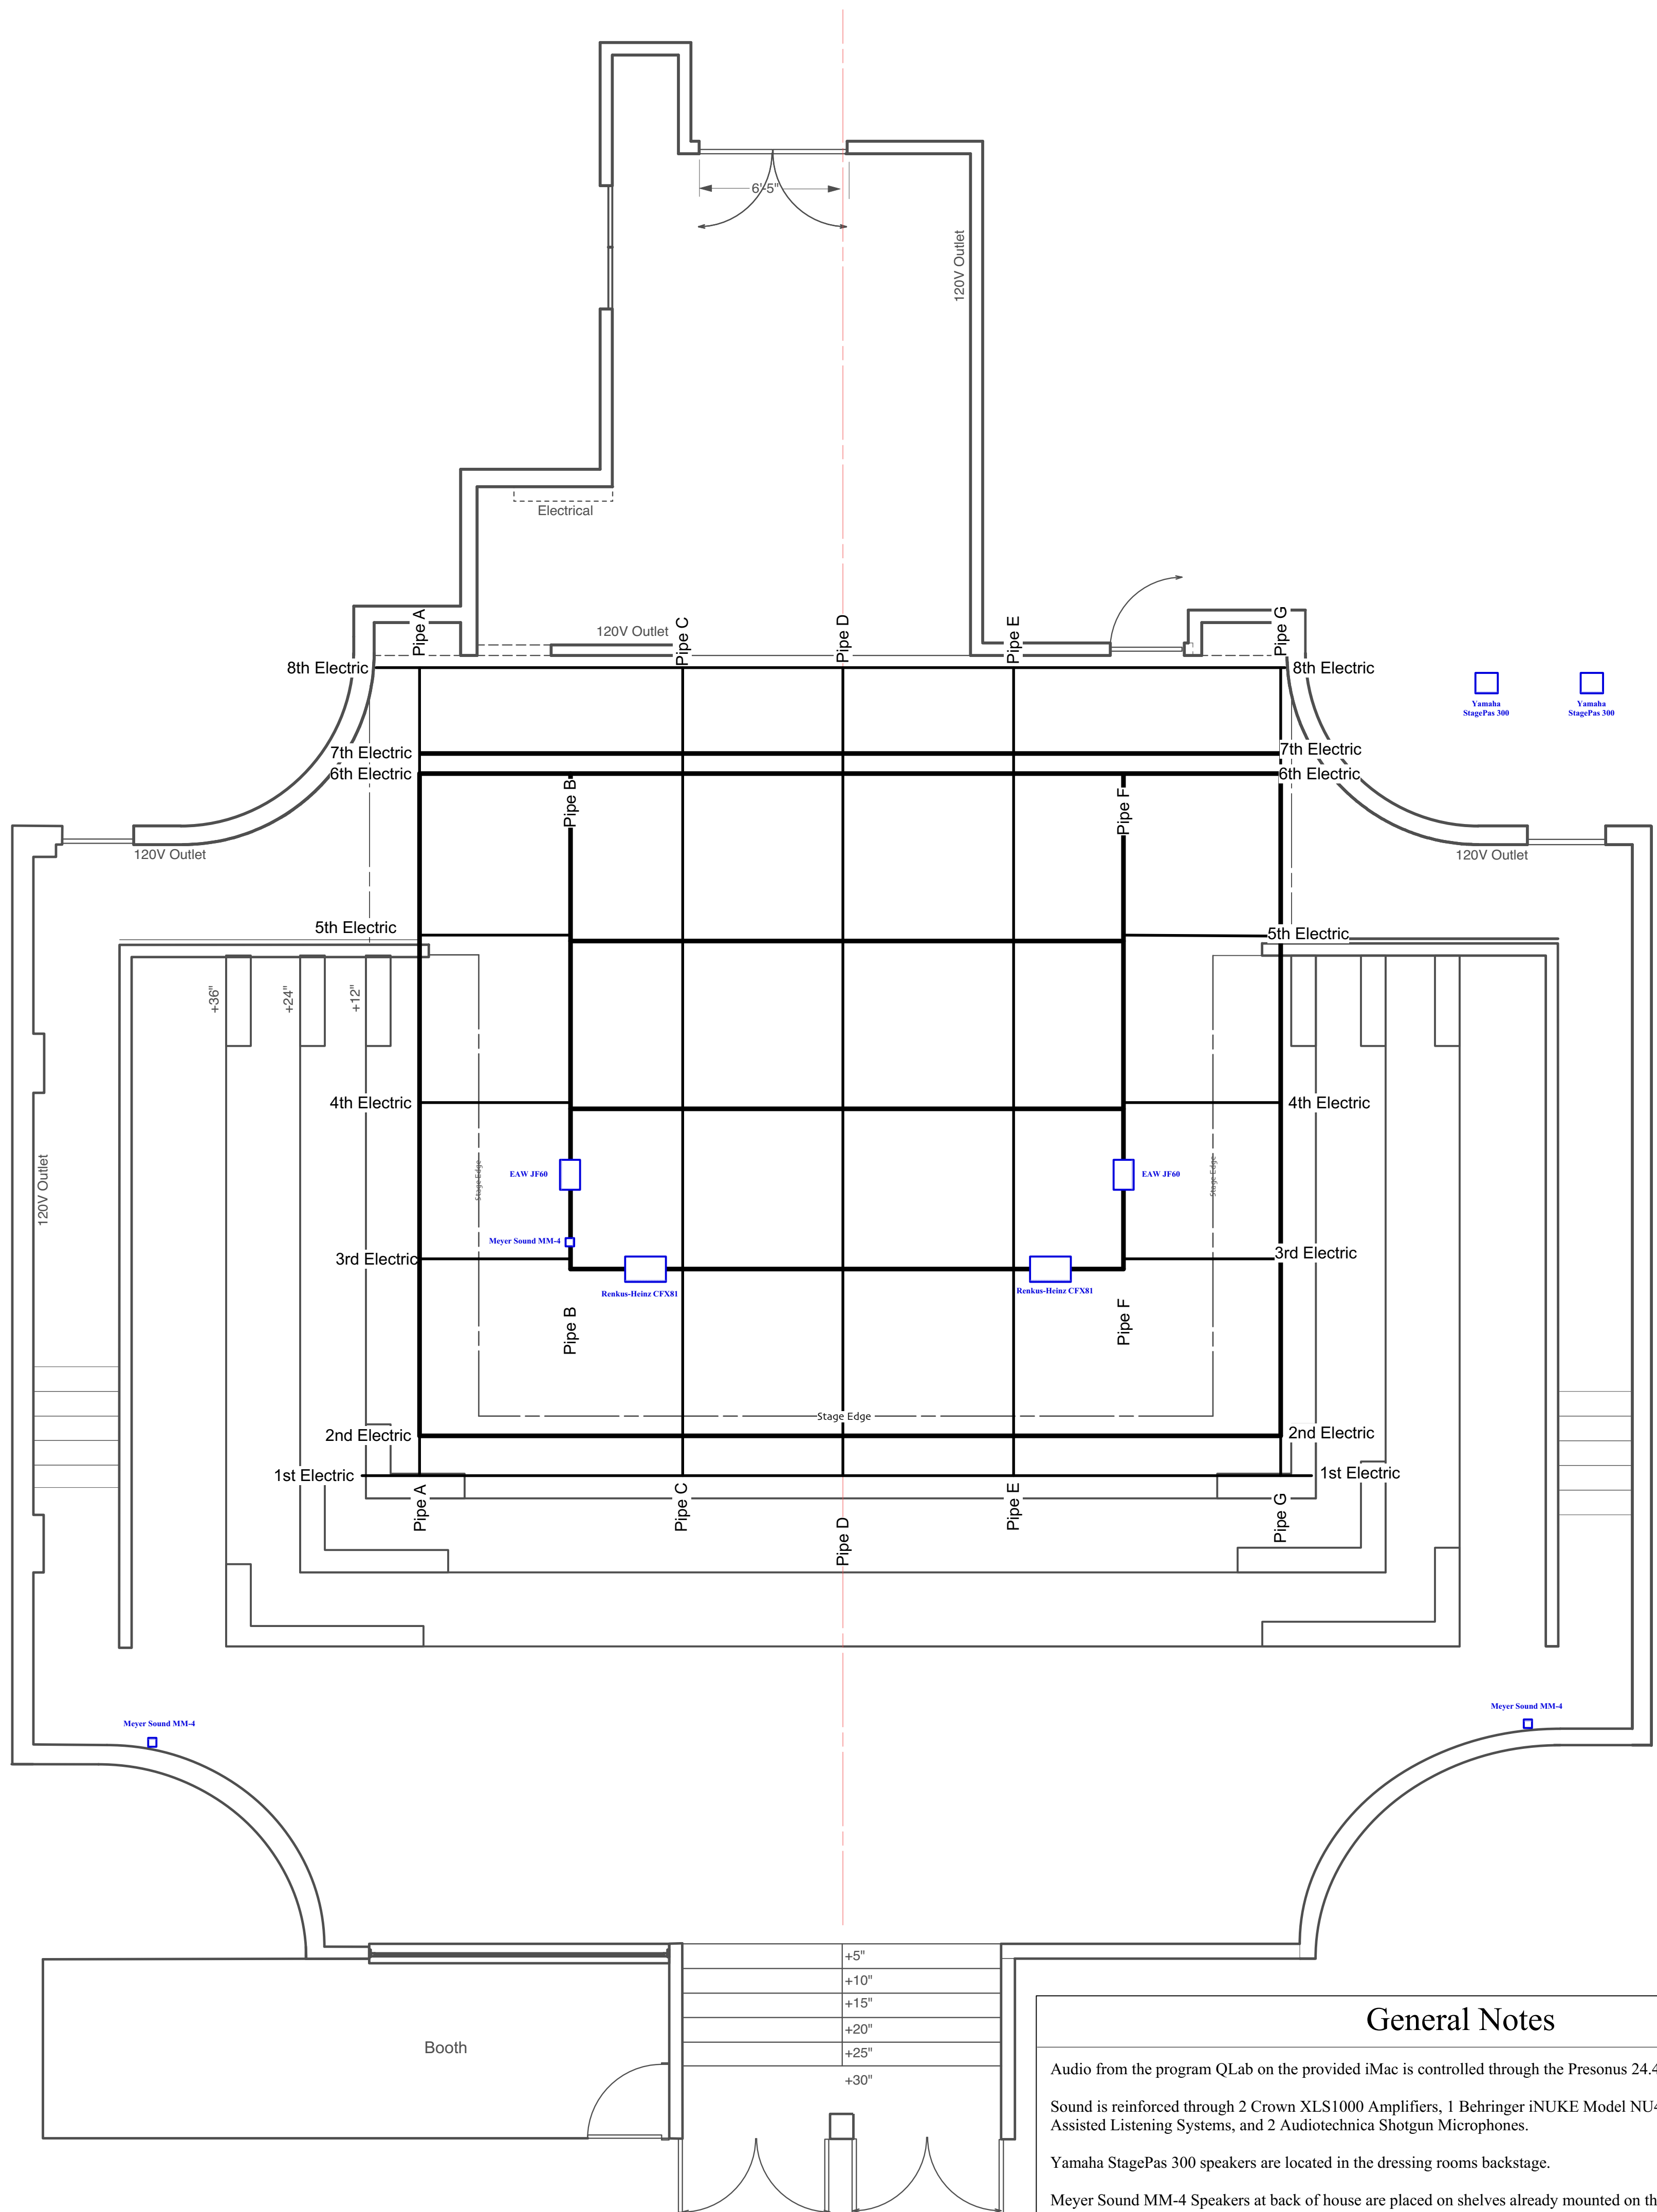 6'-5"
120V Outlet
Electrical
Pipe A
120V Outlet
Pipe C
Pipe D
Pipe E
Pipe G
8th Electric
8th Electric
Yamaha
StagePas 300
Yamaha
StagePas 300
7th Electric
7th Electric
6th Electric
6th Electric
Pipe B
Pipe F
120V Outlet
120V Outlet
5th Electric
5th Electric
+36"
+24"
+12"
4th Electric
4th Electric
120V Outlet
Stage Edge
EAW JF60
EAW JF60
Stage Edge
Meyer Sound MM-4
3rd Electric
3rd Electric
Renkus-Heinz CFX81
Renkus-Heinz CFX81
Pipe B
Pipe F
Stage Edge
2nd Electric
2nd Electric
1st Electric
1st Electric
Pipe A
Pipe C
Pipe D
Pipe E
Pipe G
Meyer Sound MM-4
Meyer Sound MM-4
+5"
+10"
+15"
+20"
+25"
+30"
Booth
General Notes
Audio from the program QLab on the provided iMac is controlled through the Presonus 24.4
Sound is reinforced through 2 Crown XLS1000 Amplifiers, 1 Behringer iNUKE Model NU4
Assisted Listening Systems, and 2 Audiotechnica Shotgun Microphones.
Yamaha StagePas 300 speakers are located in the dressing rooms backstage.
Meyer Sound MM-4 Speakers at back of house are placed on shelves already mounted on th